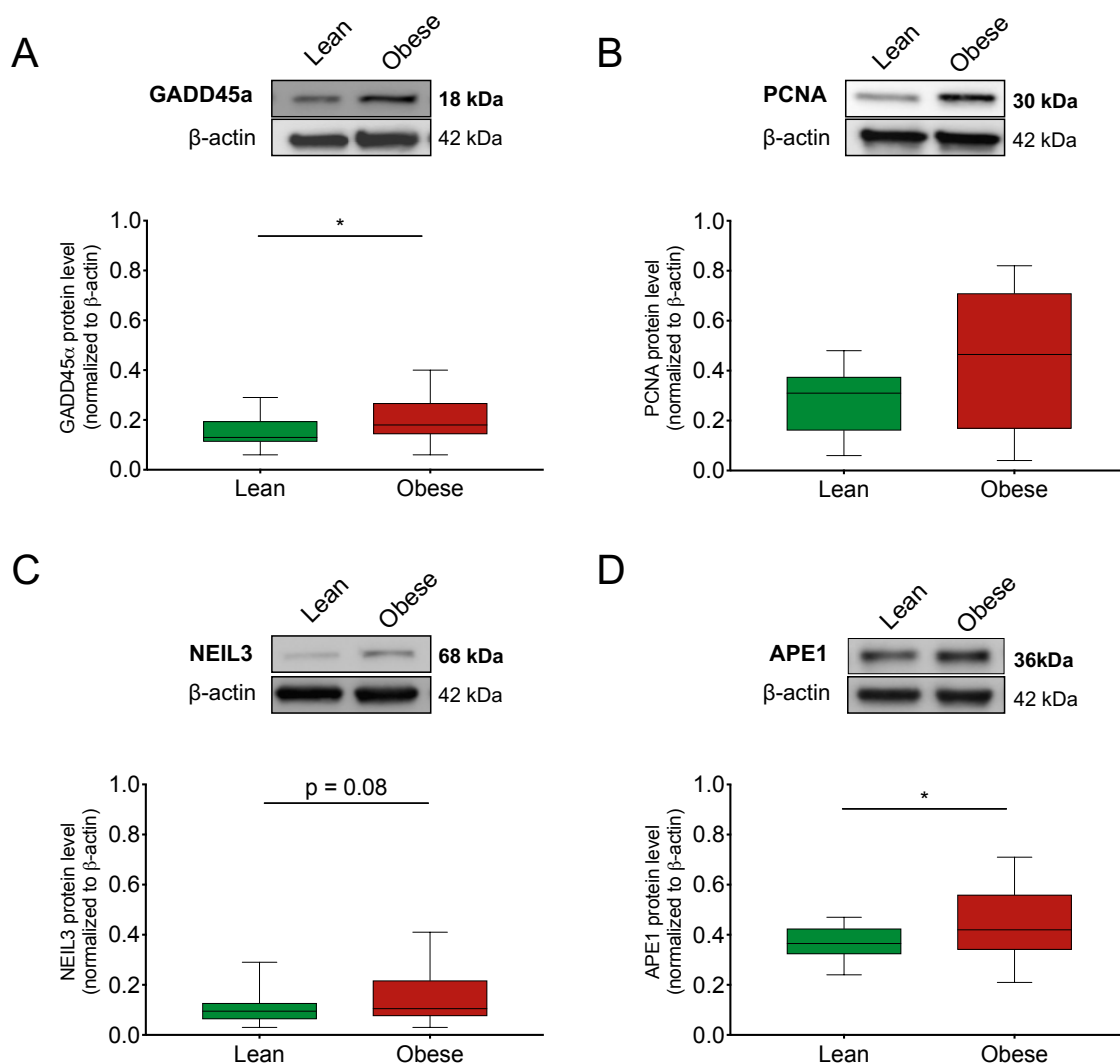 A
Lean Obese
GADD45a 18 kDa
β-actin 42 kDa
GADD45α protein level
(normalized to β-actin)
1.0
0.8
0.6
0.4
0.2
0.0
*
Lean Obese
B
Lean Obese
PCNA 30 kDa
β-actin 42 kDa
PCNA protein level
(normalized to β-actin)
1.0
0.8
0.6
0.4
0.2
0.0
Lean Obese
C
Lean Obese
NEIL3 68 kDa
β-actin 42 kDa
NEIL3 protein level
(normalized to β-actin)
1.0
0.8
0.6
0.4
0.2
0.0
p = 0.08
Lean Obese
D
Lean Obese
APE1 36kDa
β-actin 42 kDa
APE1 protein level
(normalized to β-actin)
1.0
0.8
0.6
0.4
0.2
0.0
*
Lean Obese